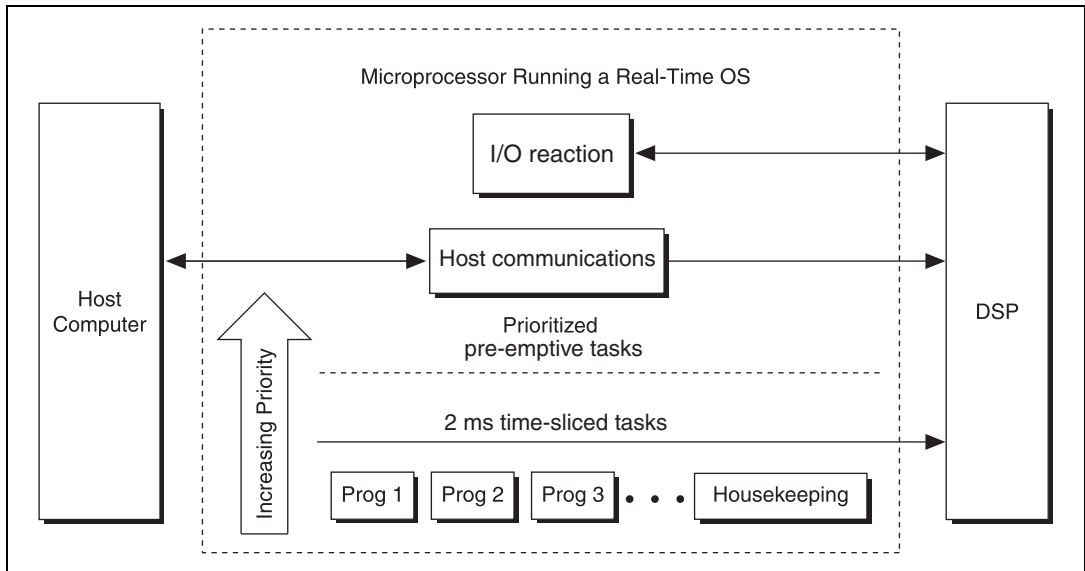 Microprocessor Running a Real-Time OS
I/O reaction
Host communications
Host
Computer
DSP
Prioritized
pre-emptive tasks
Increasing Priority
2 ms time-sliced tasks
Prog 1
Prog 2
Prog 3
• • •
Housekeeping